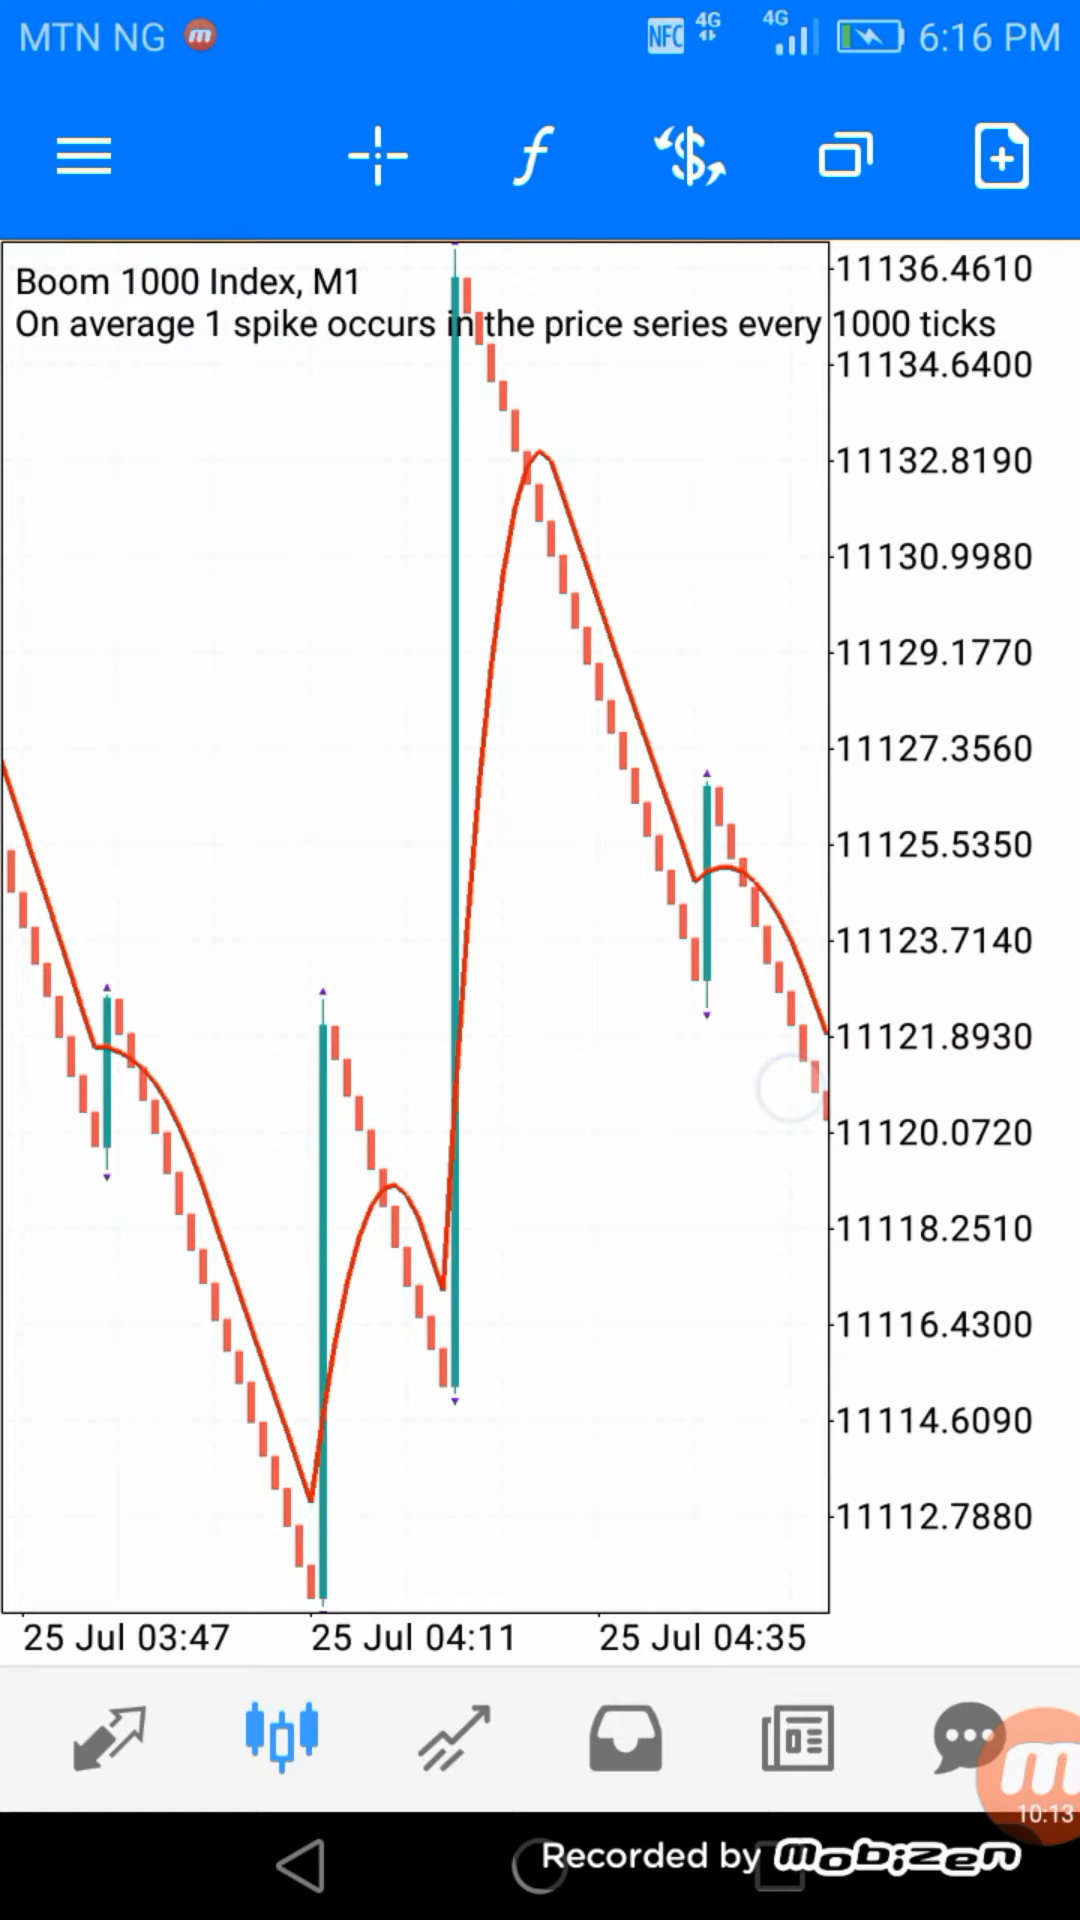 MTN NG m NFC 4G 4G 6:16 PM
f $
Boom 1000 Index, M1
On average 1 spike occurs in the price series every 1000 ticks
11136.4610
11134.6400
11132.8190
11130.9980
11129.1770
11127.3560
11125.5350
11123.7140
11121.8930
11120.0720
11118.2510
11116.4300
11114.6090
11112.7880
25 Jul 03:47 25 Jul 04:11 25 Jul 04:35
m
10:13
Recorded by mobizen